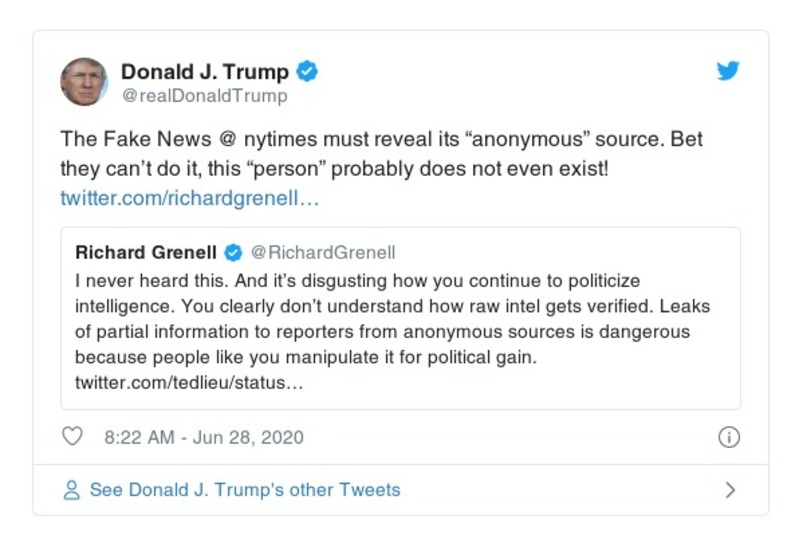 Donald J. Trump
@realDonaldTrump
The Fake News @ nytimes must reveal its “anonymous” source. Bet
they can’t do it, this “person” probably does not even exist!
twitter.com/richardgrenell…
Richard Grenell @RichardGrenell
I never heard this. And it’s disgusting how you continue to politicize
intelligence. You clearly don’t understand how raw intel gets verified. Leaks
of partial information to reporters from anonymous sources is dangerous
because people like you manipulate it for political gain.
twitter.com/tedlieu/status…
8:22 AM - Jun 28, 2020
See Donald J. Trump's other Tweets